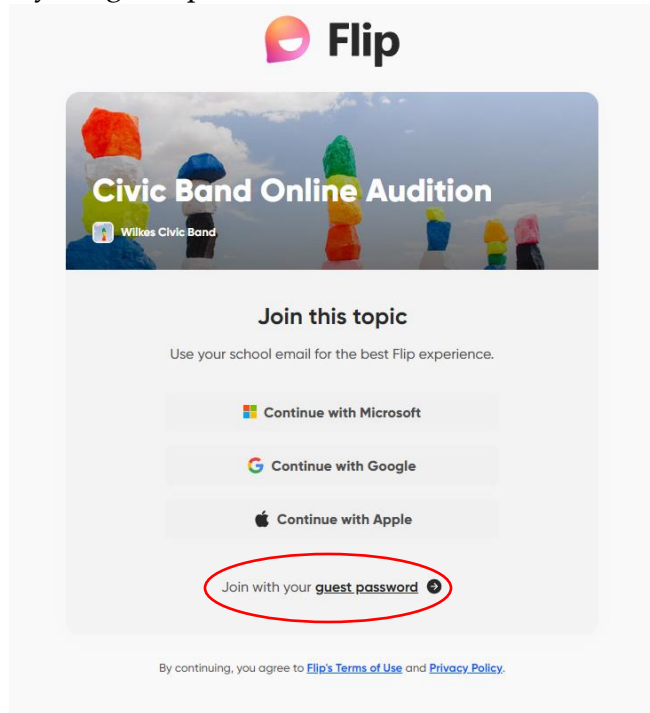 Flip
Civic Band Online Audition
Wilkes Civic Band
Join this topic
Use your school email for the best Flip experience.
Continue with Microsoft
Continue with Google
Continue with Apple
Join with your guest password
By continuing, you agree to Flip's Terms of Use and Privacy Policy.